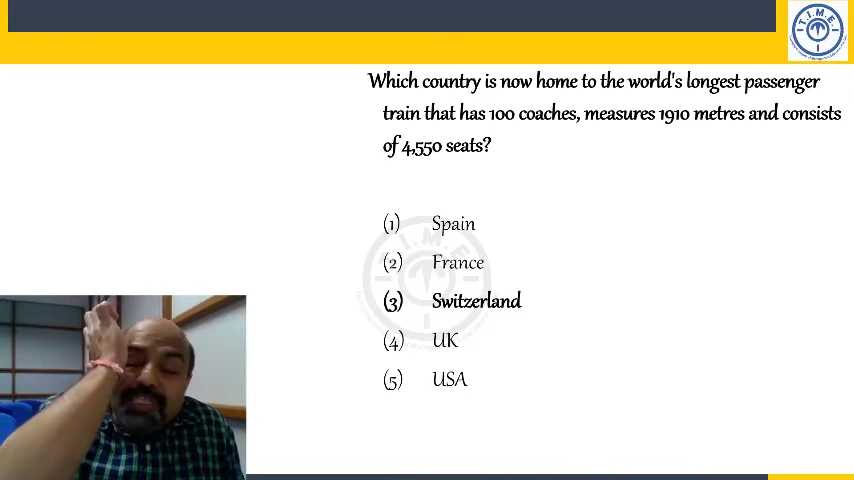 T.I.M.E.
Which country is now home to the world's longest passenger
train that has 100 coaches, measures 1910 metres and consists
of 4,550 seats?
(1) Spain
(2) France
(3) Switzerland
(4) UK
(5) USA